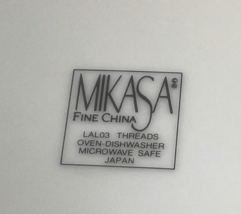 MIKASA®
FINE CHINA
LAL03 THREADS
OVEN-DISHWASHER
MICROWAVE SAFE
JAPAN